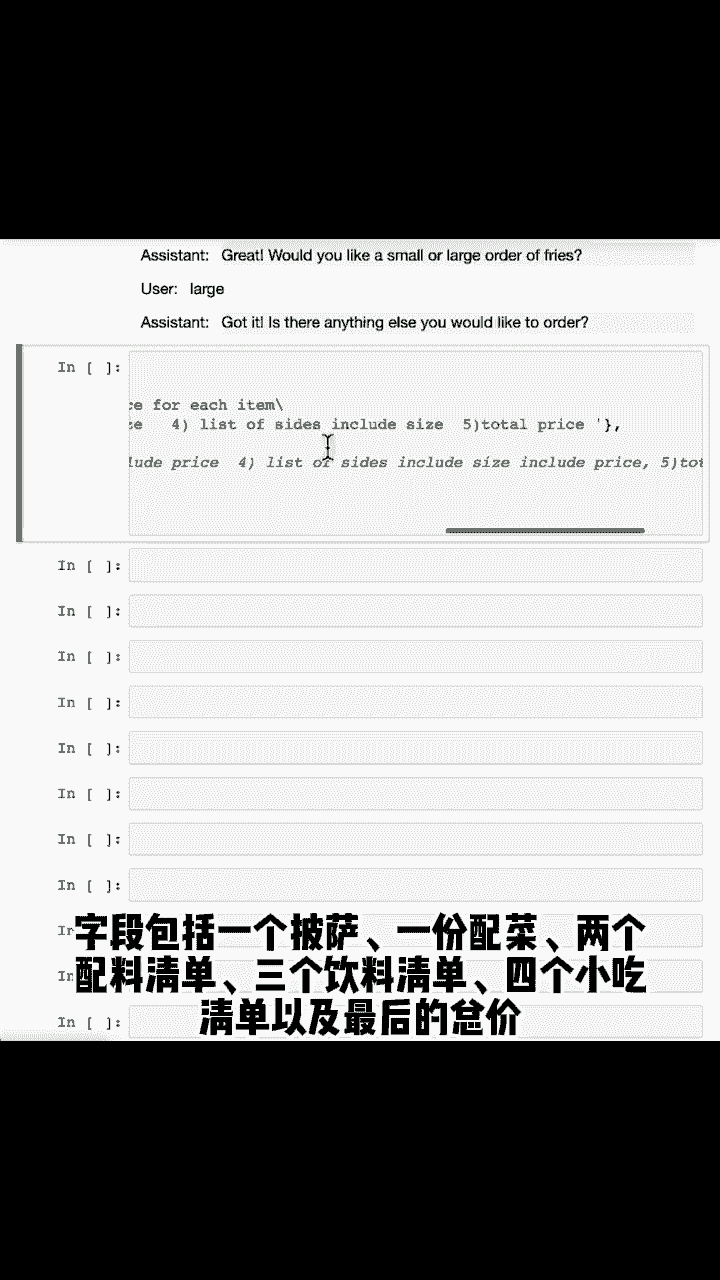 Assistant: Great! Would you like a small or large order of fries?
User: large
Assistant: Got it! Is there anything else you would like to order?
In [ ]:
ce for each item\
ze 4) list of sides include size 5)total price '},
lude price 4) list of sides include size include price, 5)tot
In [ ]:
In [ ]:
In [ ]:
In [ ]:
In [ ]:
In [ ]:
In [ ]:
In [ ]:
In
In
In [ ]:
字段包括一个披萨、一份配菜、两个
配料清单、三个饮料清单、四个小吃
清单以及最后的总价